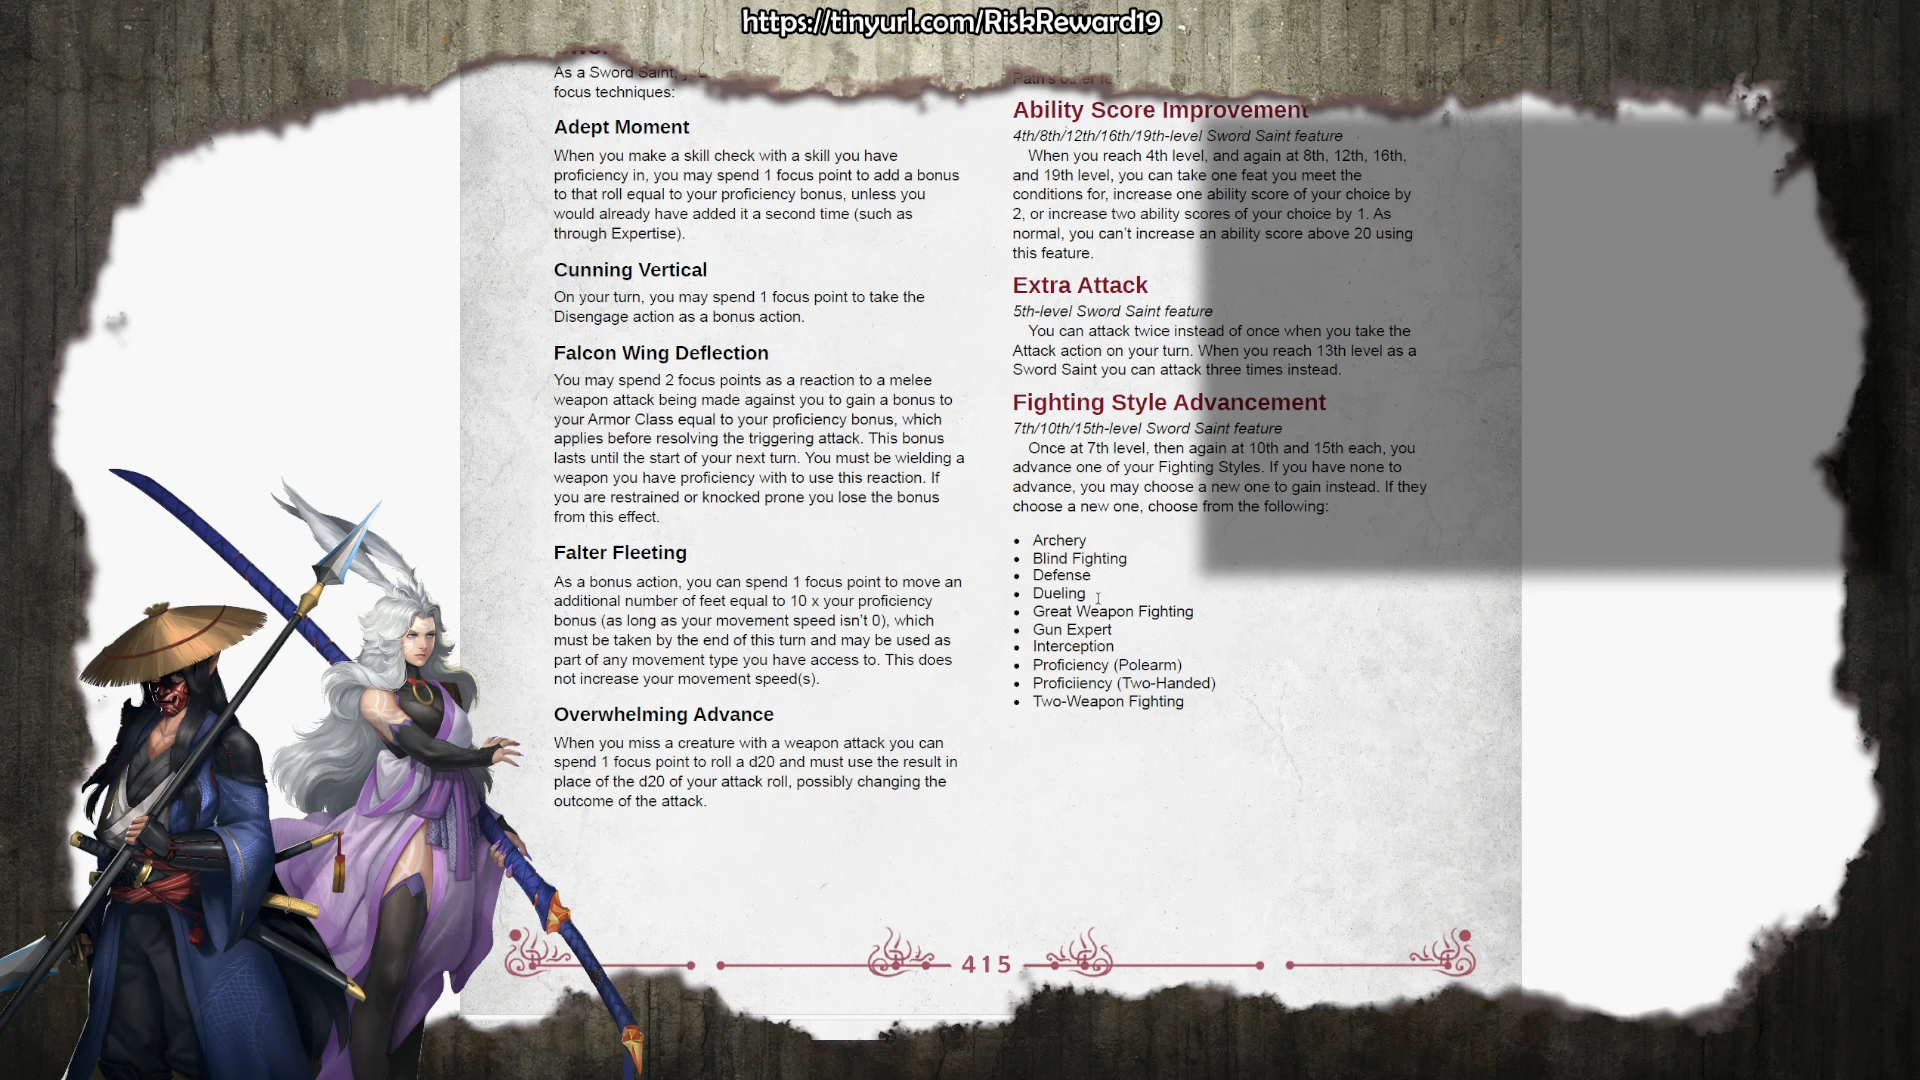 https://tinyurl.com/RiskReward19
As a Sword Saint,
focus techniques:
Adept Moment
When you make a skill check with a skill you have
proficiency in, you may spend 1 focus point to add a bonus
to that roll equal to your proficiency bonus, unless you
would already have added it a second time (such as
through Expertise).
Cunning Vertical
On your turn, you may spend 1 focus point to take the
Disengage action as a bonus action.
Falcon Wing Deflection
You may spend 2 focus points as a reaction to a melee
weapon attack being made against you to gain a bonus to
your Armor Class equal to your proficiency bonus, which
applies before resolving the triggering attack. This bonus
lasts until the start of your next turn. You must be wielding a
weapon you have proficiency with to use this reaction. If
you are restrained or knocked prone you lose the bonus
from this effect.
Falter Fleeting
As a bonus action, you can spend 1 focus point to move an
additional number of feet equal to 10 x your proficiency
bonus (as long as your movement speed isn't 0), which
must be taken by the end of this turn and may be used as
part of any movement type you have access to. This does
not increase your movement speed(s).
Overwhelming Advance
When you miss a creature with a weapon attack you can
spend 1 focus point to roll a d20 and must use the result in
place of the d20 of your attack roll, possibly changing the
outcome of the attack.
Path's other
Ability Score Improvement
4th/8th/12th/16th/19th-level Sword Saint feature
When you reach 4th level, and again at 8th, 12th, 16th,
and 19th level, you can take one feat you meet the
conditions for, increase one ability score of your choice by
2, or increase two ability scores of your choice by 1. As
normal, you can't increase an ability score above 20 using
this feature.
Extra Attack
5th-level Sword Saint feature
You can attack twice instead of once when you take the
Attack action on your turn. When you reach 13th level as a
Sword Saint you can attack three times instead.
Fighting Style Advancement
7th/10th/15th-level Sword Saint feature
Once at 7th level, then again at 10th and 15th each, you
advance one of your Fighting Styles. If you have none to
advance, you may choose a new one to gain instead. If they
choose a new one, choose from the following:
• Archery
• Blind Fighting
• Defense
• Dueling
• Great Weapon Fighting
• Gun Expert
• Interception
• Proficiency (Polearm)
• Proficiiency (Two-Handed)
• Two-Weapon Fighting
415